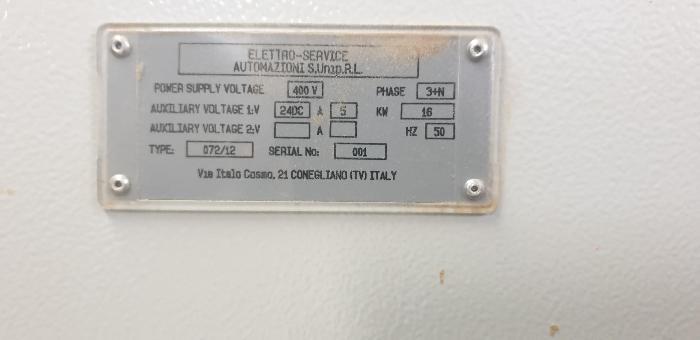 ELETTRO-SERVICE
AUTOMAZIONI S.Unip.R.L.
POWER SUPPLY VOLTAGE 400 V PHASE 3+N
AUXILIARY VOLTAGE 1:V 24DC A 5 KW 16
AUXILIARY VOLTAGE 2:V A HZ 50
TYPE: 072/12 SERIAL No: 001
Via Italo Cosmo, 21 CONEGLIANO (TV) ITALY